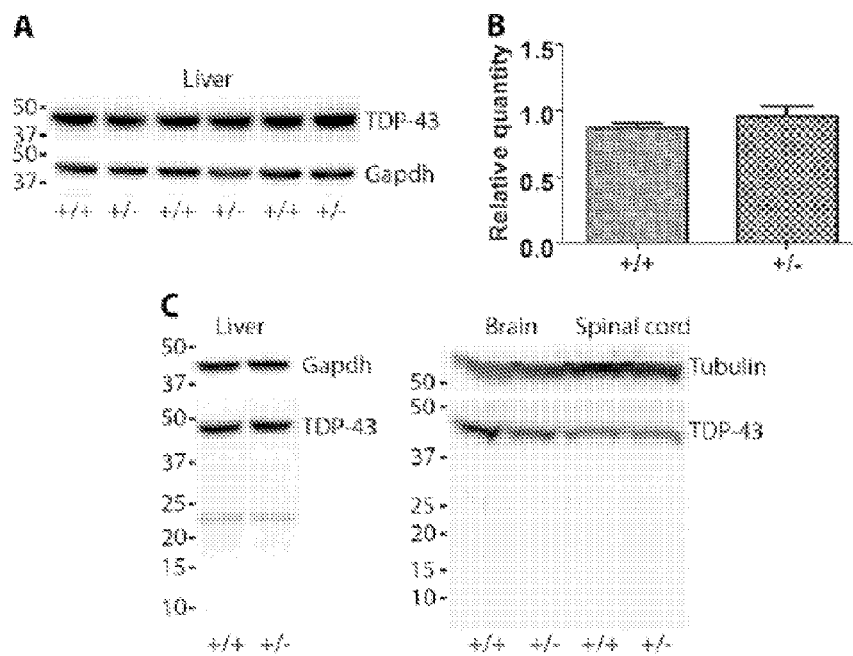 A
Liver
50-
37-
TDP-43
50-
37-
Gapdh
+/+ +/- +/+ +/- +/+ +/-
B
Relative quantity
1.5
1.0
0.5
0.0
+/+ +/-
C
Liver
50-
37-
Gapdh
50-
TDP-43
37-
25-
20-
15-
10-
+/+ +/-
Brain Spinal cord
50-
Tubulin
50-
TDP-43
37-
25-
20-
15-
10-
+/+ +/- +/+ +/-